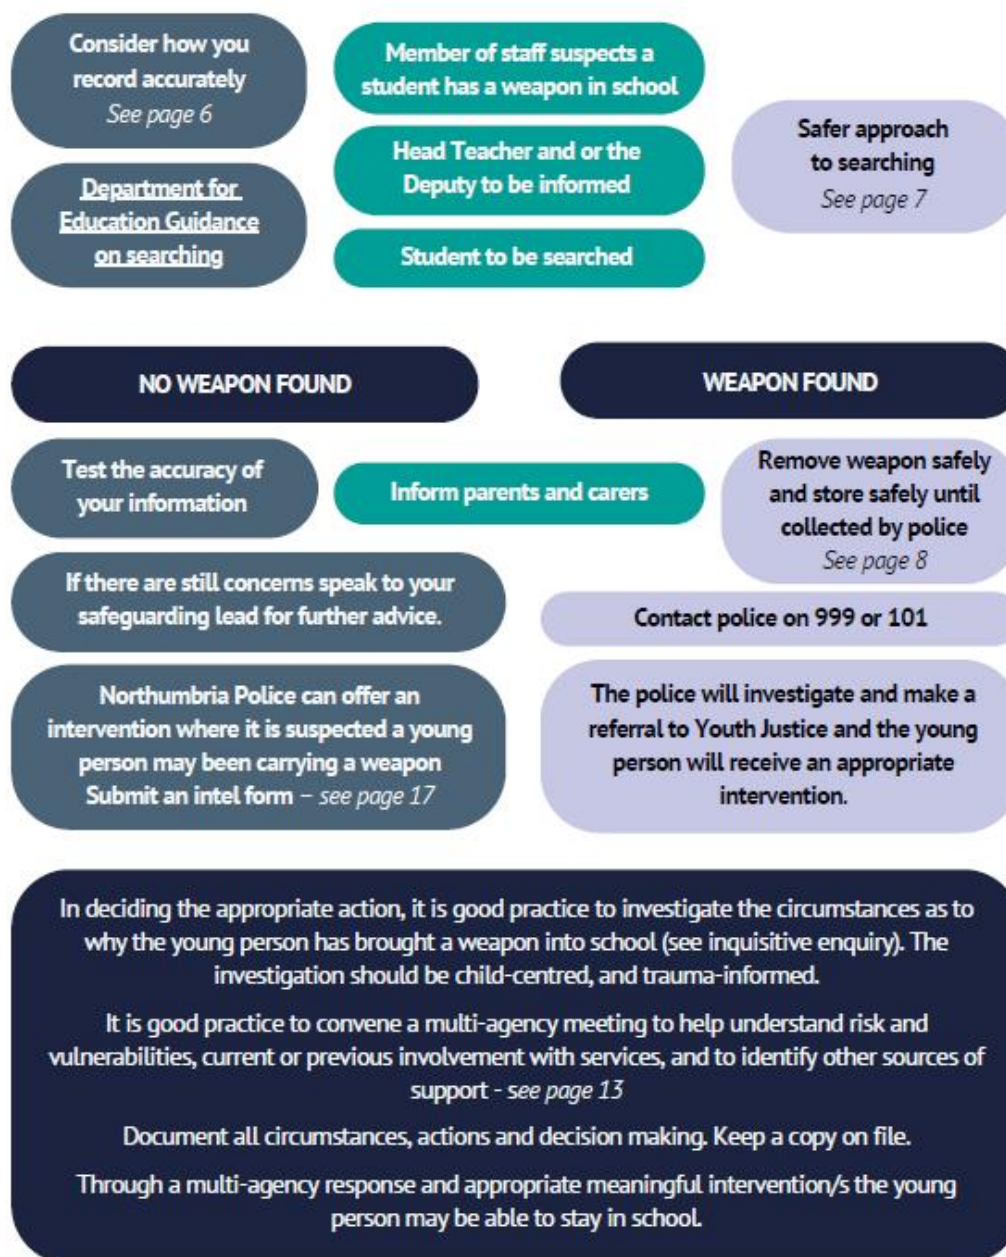 Consider how you
record accurately
See page 6
Member of staff suspects a
student has a weapon in school
Head Teacher and or the
Deputy to be informed
Safer approach
to searching
See page 7
Department for
Education Guidance
on searching
Student to be searched
NO WEAPON FOUND
WEAPON FOUND
Test the accuracy of
your information
Inform parents and carers
Remove weapon safely
and store safely until
collected by police
See page 8
If there are still concerns speak to your
safeguarding lead for further advice.
Contact police on 999 or 101
Northumbria Police can offer an
intervention where it is suspected a young
person may been carrying a weapon
Submit an intel form – see page 17
The police will investigate and make a
referral to Youth Justice and the young
person will receive an appropriate
intervention.
In deciding the appropriate action, it is good practice to investigate the circumstances as to
why the young person has brought a weapon into school (see inquisitive enquiry). The
investigation should be child-centred, and trauma-informed.
It is good practice to convene a multi-agency meeting to help understand risk and
vulnerabilities, current or previous involvement with services, and to identify other sources of
support - see page 13
Document all circumstances, actions and decision making. Keep a copy on file.
Through a multi-agency response and appropriate meaningful intervention/s the young
person may be able to stay in school.